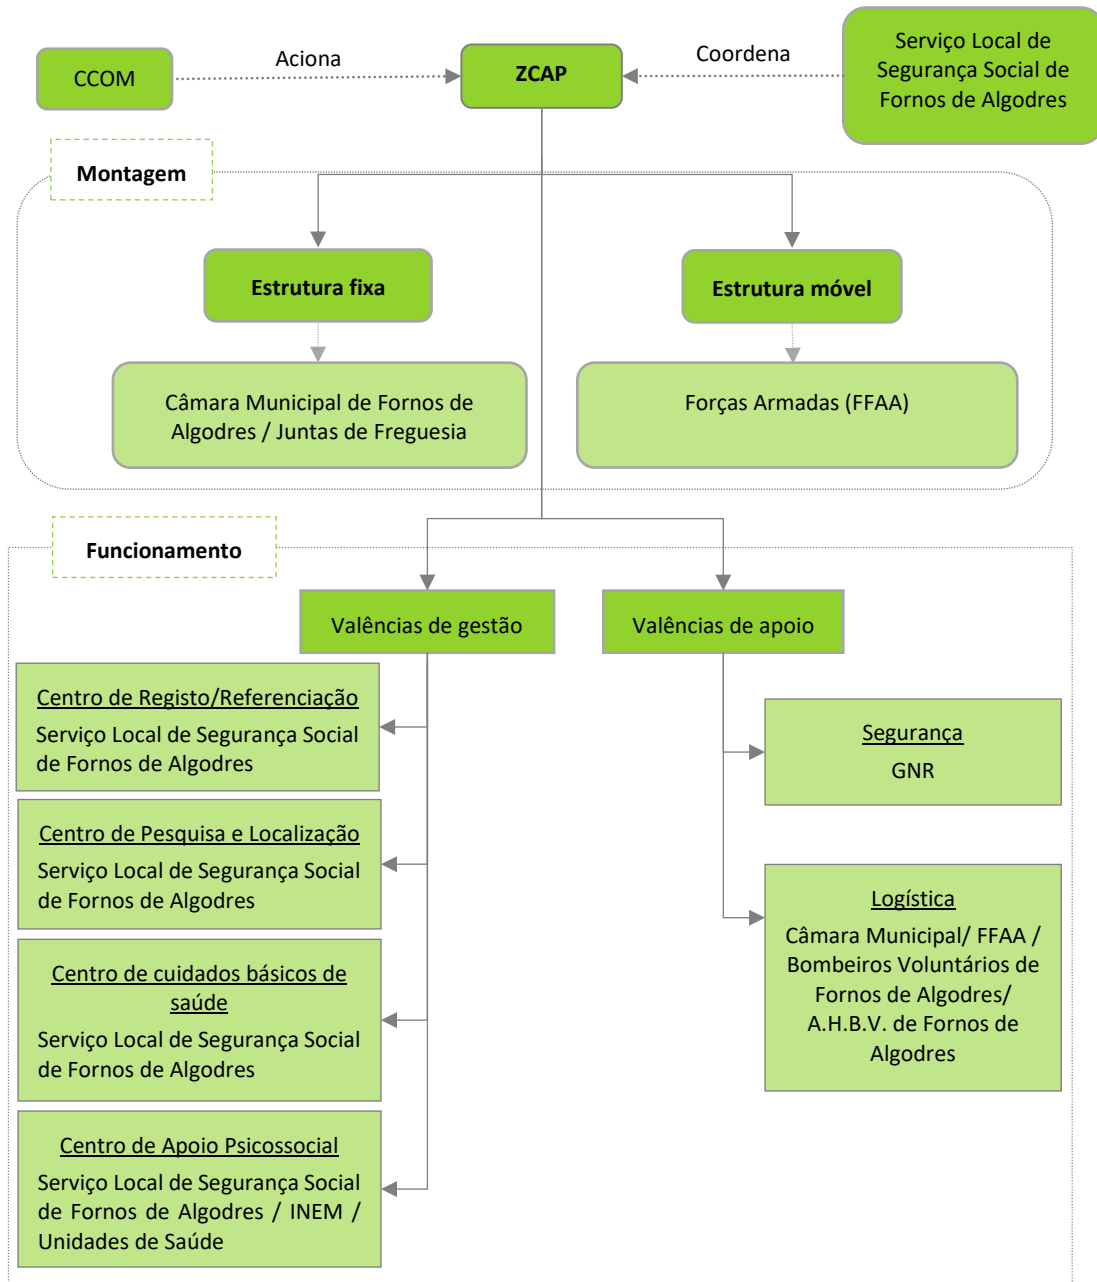 CCOM
Aciona
ZCAP
Coordena
Serviço Local de
Segurança Social de
Fornos de Algodres
Montagem
Estrutura fixa
Estrutura móvel
Câmara Municipal de Fornos de
Algodres / Juntas de Freguesia
Forças Armadas (FFAA)
Funcionamento
Valências de gestão
Valências de apoio
Centro de Registo/Referenciação
Serviço Local de Segurança Social
de Fornos de Algodres
Centro de Pesquisa e Localização
Serviço Local de Segurança Social
de Fornos de Algodres
Centro de cuidados básicos de
saúde
Serviço Local de Segurança Social
de Fornos de Algodres
Centro de Apoio Psicossocial
Serviço Local de Segurança Social
de Fornos de Algodres / INEM /
Unidades de Saúde
Segurança
GNR
Logística
Câmara Municipal/ FFAA /
Bombeiros Voluntários de
Fornos de Algodres/
A.H.B.V. de Fornos de
Algodres